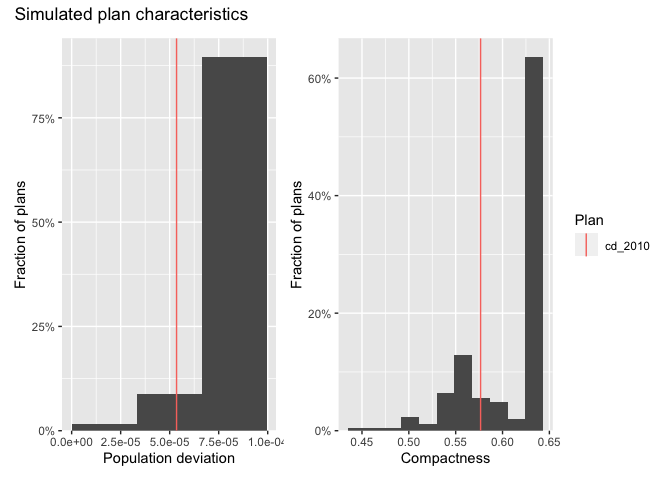 Simulated plan characteristics
Fraction of plans
75%
50%
25%
0%
0.0e+00 2.5e-05 5.0e-05 7.5e-05 1.0e-04
Population deviation
Fraction of plans
60%
40%
20%
0%
0.45 0.50 0.55 0.60 0.65
Compactness
Plan
cd_2010